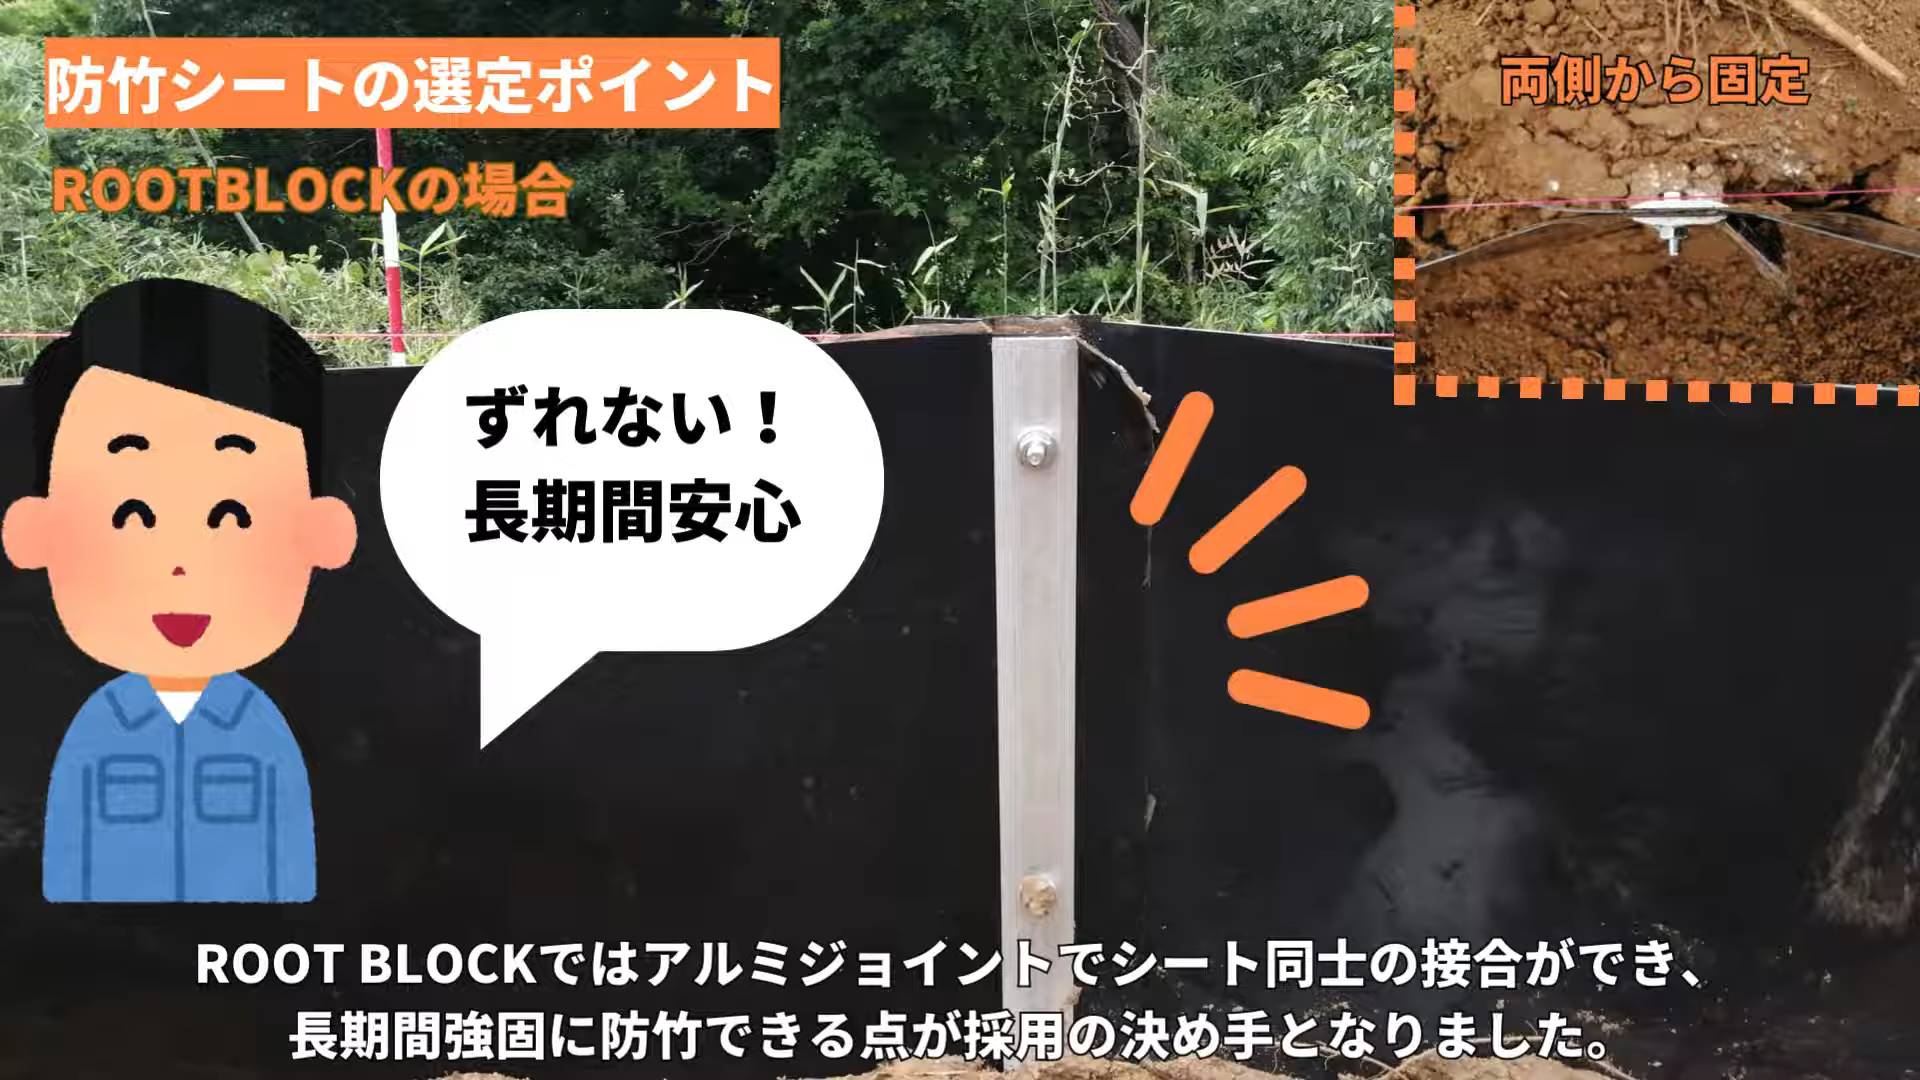 防竹シートの選定ポイント
ROOTBLOCKの場合
両側から固定
ずれない！
長期間安心
ROOT BLOCKではアルミジョイントでシート同士の接合ができ、
長期間強固に防竹できる点が採用の決め手となりました。